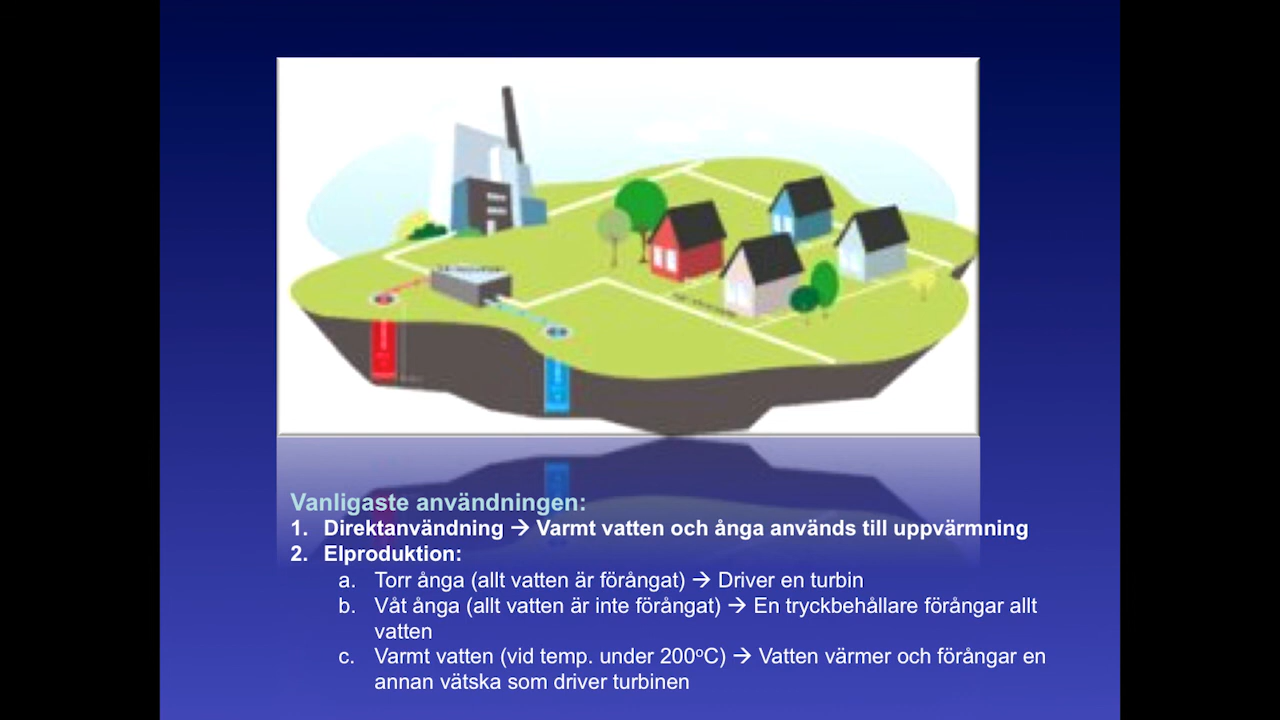 Vanligaste användningen:
1. Direktanvändning → Varmt vatten och ånga används till uppvärmning
2. Elproduktion:
a. Torr ånga (allt vatten är förångat) → Driver en turbin
b. Våt ånga (allt vatten är inte förångat) → En tryckbehållare förångar allt
vatten
c. Varmt vatten (vid temp. under 200ºC) → Vatten värmer och förångar en
annan vätska som driver turbinen